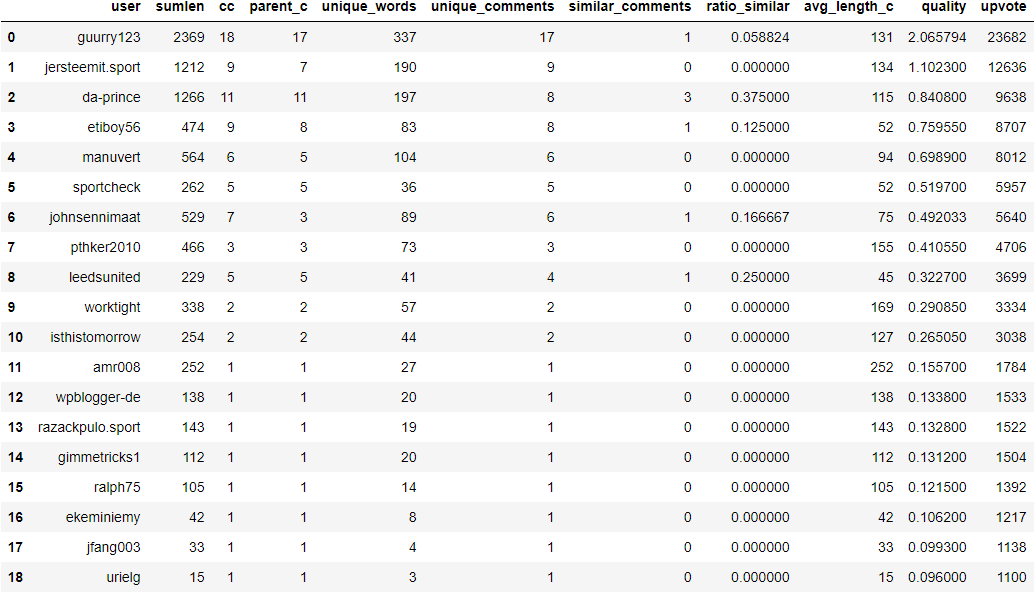 user sumlen cc parent_c unique_words unique_comments similar_comments ratio_similar avg_length_c quality upvote
0 guurry123 2369 18 17 337 17 1 0.058824 131 2.065794 23682
1 jersteemit.sport 1212 9 7 190 9 0 0.000000 134 1.102300 12636
2 da-prince 1266 11 11 197 8 3 0.375000 115 0.840800 9638
3 etiboy56 474 9 8 83 8 1 0.125000 52 0.759550 8707
4 manuvert 564 6 5 104 6 0 0.000000 94 0.698900 8012
5 sportcheck 262 5 5 36 5 0 0.000000 52 0.519700 5957
6 johnsennimaat 529 7 3 89 6 1 0.166667 75 0.492033 5640
7 pthker2010 466 3 3 73 3 0 0.000000 155 0.410550 4706
8 leedsunited 229 5 5 41 4 1 0.250000 45 0.322700 3699
9 worktight 338 2 2 57 2 0 0.000000 169 0.290850 3334
10 isthistomorrow 254 2 2 44 2 0 0.000000 127 0.265050 3038
11 amr008 252 1 1 27 1 0 0.000000 252 0.155700 1784
12 wpblogger-de 138 1 1 20 1 0 0.000000 138 0.133800 1533
13 razackpulo.sport 143 1 1 19 1 0 0.000000 143 0.132800 1522
14 gimmetricks1 112 1 1 20 1 0 0.000000 112 0.131200 1504
15 ralph75 105 1 1 14 1 0 0.000000 105 0.121500 1392
16 ekeminiemy 42 1 1 8 1 0 0.000000 42 0.106200 1217
17 jfang003 33 1 1 4 1 0 0.000000 33 0.099300 1138
18 urielg 15 1 1 3 1 0 0.000000 15 0.096000 1100